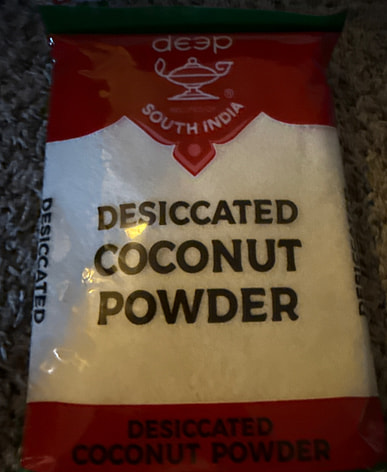 deep
®
SOUTH INDIA
DESICCATED
COCONUT
POWDER
DESICCATED
DESICCATED
COCONUT POWDER